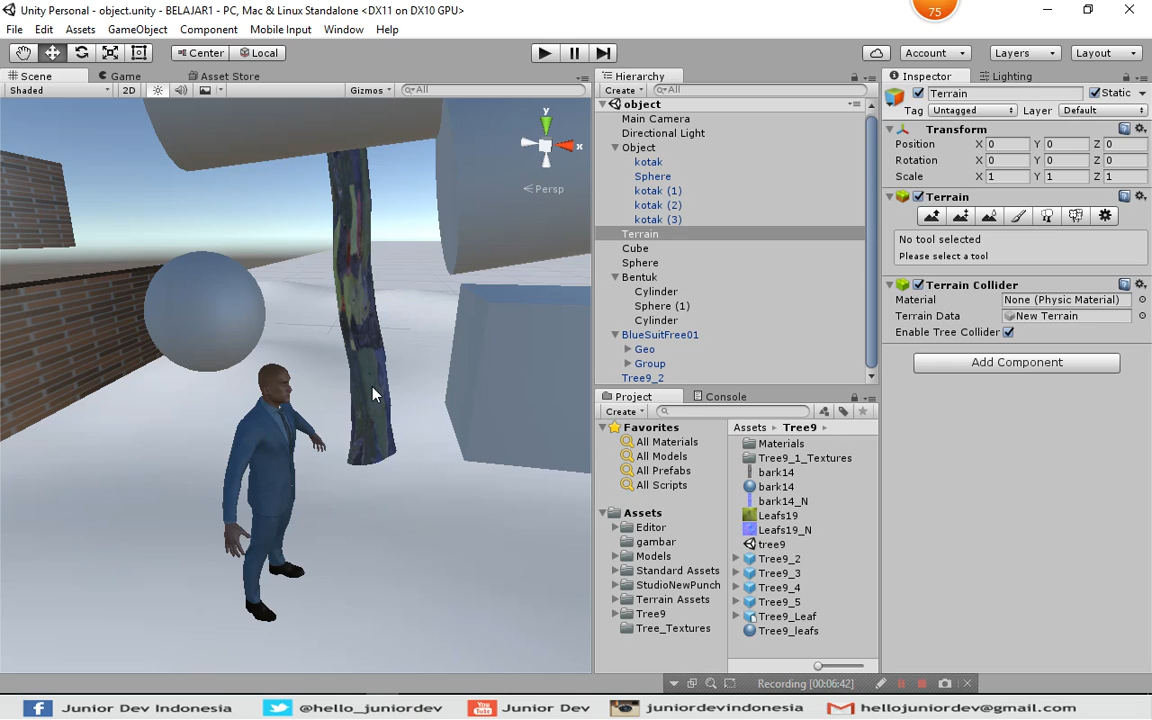 Unity Personal - object.unity - BELAJAR1 - PC, Mac & Linux Standalone <DX11 on DX10 GPU>
75
File Edit Assets GameObject Component Mobile Input Window Help
Center Local Account Layers Layout
Scene Game Asset Store
Shaded 2D Gizmos All
y
x
Persp
Hierarchy
Create All
object
Main Camera
Directional Light
Object
kotak
Sphere
kotak (1)
kotak (2)
kotak (3)
Terrain
Cube
Sphere
Bentuk
Cylinder
Sphere (1)
Cylinder
BlueSuitFree01
Geo
Group
Tree9_2
Project Console
Create
Favorites
All Materials
All Models
All Prefabs
All Scripts
Assets
Editor
gambar
Models
Standard Assets
StudioNewPunch
Terrain Assets
Tree9
Tree_Textures
Assets Tree9
Materials
Tree9_1_Textures
bark14
bark14
bark14_N
Leafs19
Leafs19_N
tree9
Tree9_2
Tree9_3
Tree9_4
Tree9_5
Tree9_Leaf
Tree9_leafs
Inspector Lighting
Terrain Static
Tag Untagged Layer Default
Transform
Position X 0 Y 0 Z 0
Rotation X 0 Y 0 Z 0
Scale X 1 Y 1 Z 1
Terrain
No tool selected
Please select a tool
Terrain Collider
Material None (Physic Material)
Terrain Data New Terrain
Enable Tree Collider
Add Component
Recording [00:06:42]
Junior Dev Indonesia @hello_juniordev Junior Dev juniordevindonesia hellojuniordev@gmail.com